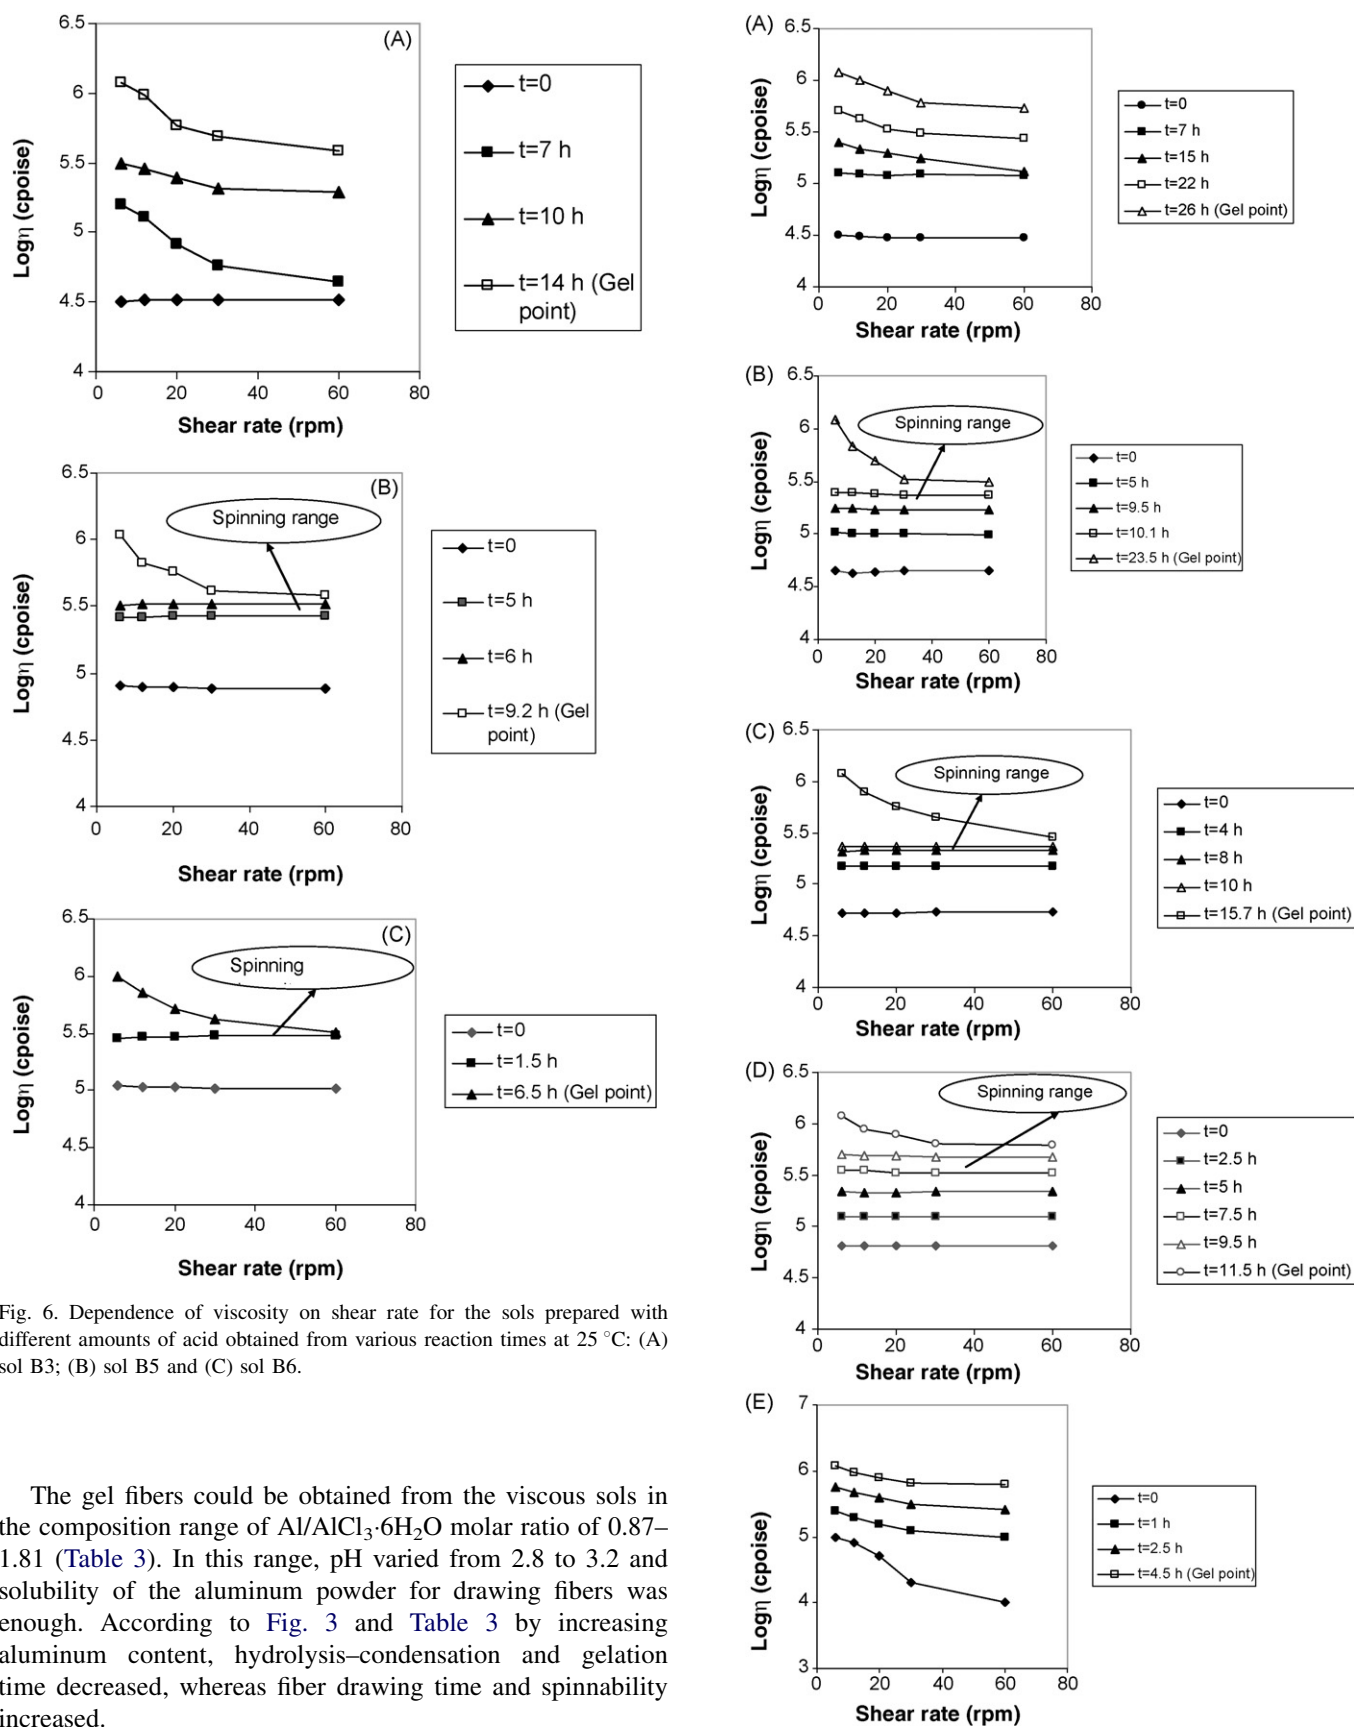 (A)
6.5
6
5.5
5
4.5
4
0 20 40 60 80
Logη (cpoise)
Shear rate (rpm)
t=0
t=7 h
t=10 h
t=14 h (Gel
point)
(B)
6.5
6
5.5
5
4.5
4
0 20 40 60 80
Logη (cpoise)
Shear rate (rpm)
Spinning range
t=0
t=5 h
t=6 h
t=9.2 h (Gel
point)
(C)
6.5
6
5.5
5
4.5
4
0 20 40 60 80
Logη (cpoise)
Shear rate (rpm)
Spinning
t=0
t=1.5 h
t=6.5 h (Gel point)
Fig. 6. Dependence of viscosity on shear rate for the sols prepared with
different amounts of acid obtained from various reaction times at 25 °C: (A)
sol B3; (B) sol B5 and (C) sol B6.
The gel fibers could be obtained from the viscous sols in
the composition range of Al/AlCl₃·6H₂O molar ratio of 0.87–
1.81 (Table 3). In this range, pH varied from 2.8 to 3.2 and
solubility of the aluminum powder for drawing fibers was
enough. According to Fig. 3 and Table 3 by increasing
aluminum content, hydrolysis–condensation and gelation
time decreased, whereas fiber drawing time and spinnability
increased.
(A)
6.5
6
5.5
5
4.5
4
0 20 40 60 80
Logη (cpoise)
Shear rate (rpm)
t=0
t=7 h
t=15 h
t=22 h
t=26 h (Gel point)
(B)
6.5
6
5.5
5
4.5
4
0 20 40 60 80
Logη (cpoise)
Shear rate (rpm)
Spinning range
t=0
t=5 h
t=9.5 h
t=10.1 h
t=23.5 h (Gel point)
(C)
6.5
6
5.5
5
4.5
4
0 20 40 60 80
Logη (cpoise)
Shear rate (rpm)
Spinning range
t=0
t=4 h
t=8 h
t=10 h
t=15.7 h (Gel point)
(D)
6.5
6
5.5
5
4.5
4
0 20 40 60 80
Logη (cpoise)
Shear rate (rpm)
Spinning range
t=0
t=2.5 h
t=5 h
t=7.5 h
t=9.5 h
t=11.5 h (Gel point)
(E)
7
6
5
4
3
0 20 40 60 80
Logη (cpoise)
Shear rate (rpm)
t=0
t=1 h
t=2.5 h
t=4.5 h (Gel point)